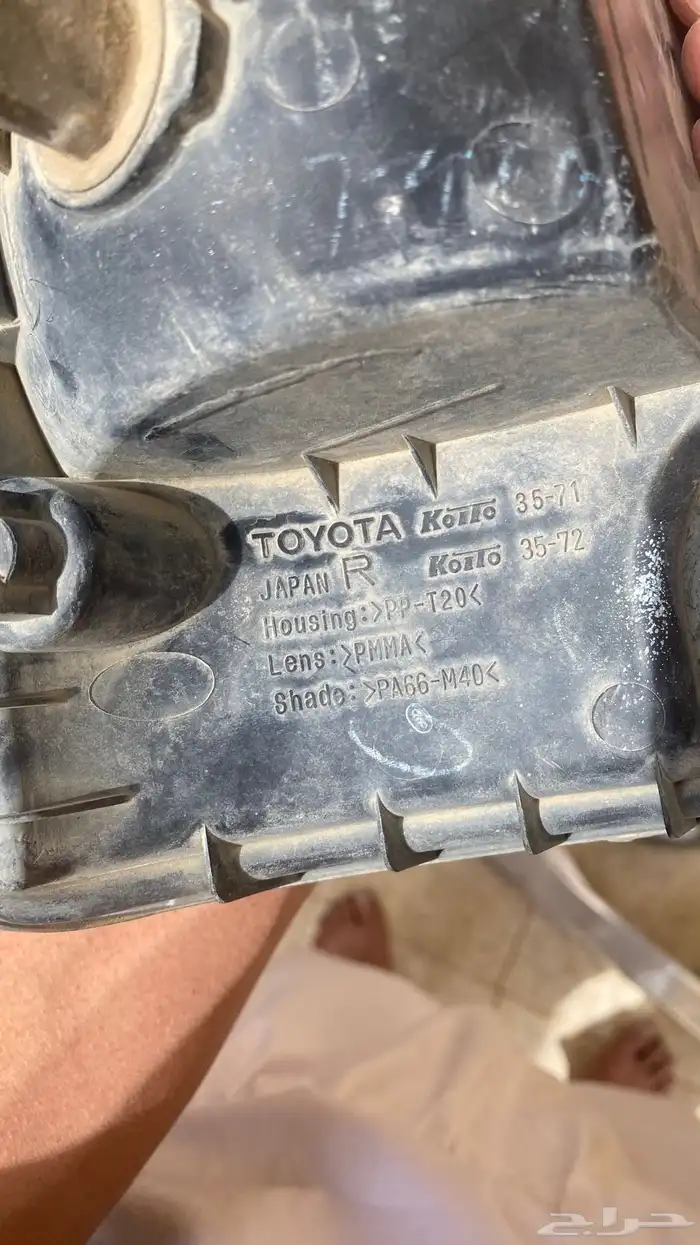 TOYOTA KOITO 35-71
JAPAN R KOITO 35-72
Housing:>PP-T20<
Lens:>PMMA<
Shade:>PA66-M40<
حراج